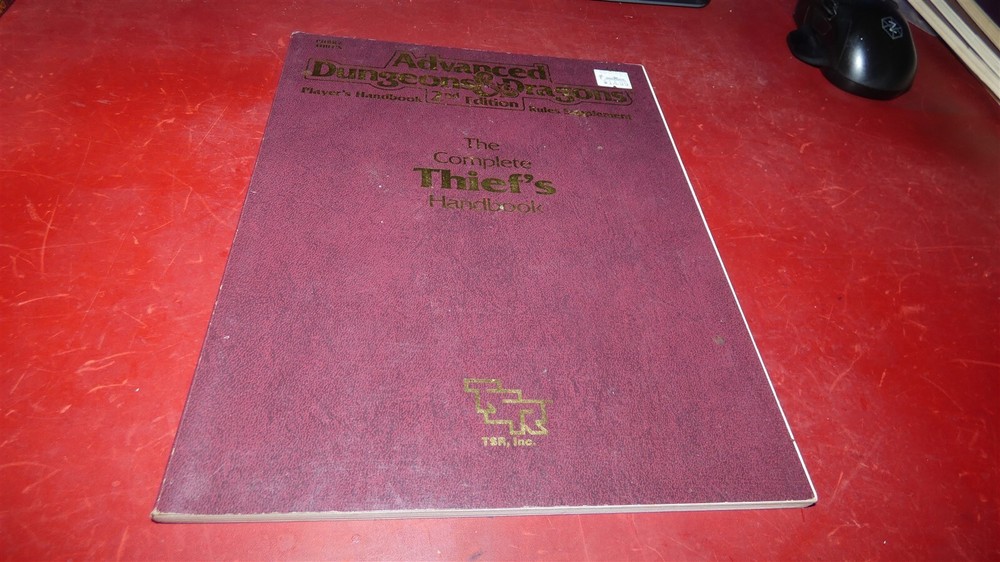 Advanced
Dungeons & Dragons
2nd Edition
Player's Handbook Rules Supplement
The
Complete
Thief's
Handbook
TSR
TSR, Inc.